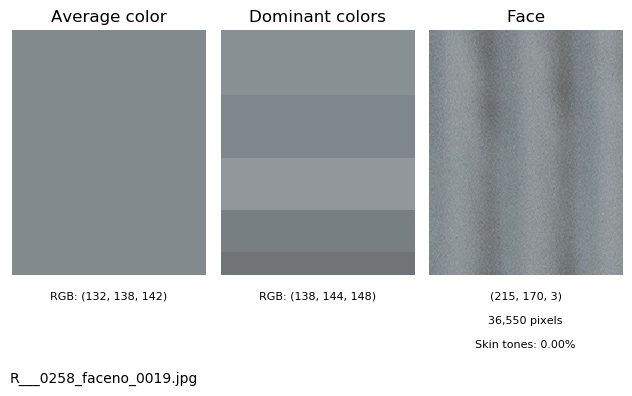 Average color
Dominant colors
Face
RGB: (132, 138, 142)
RGB: (138, 144, 148)
(215, 170, 3)
36,550 pixels
Skin tones: 0.00%
R___0258_faceno_0019.jpg